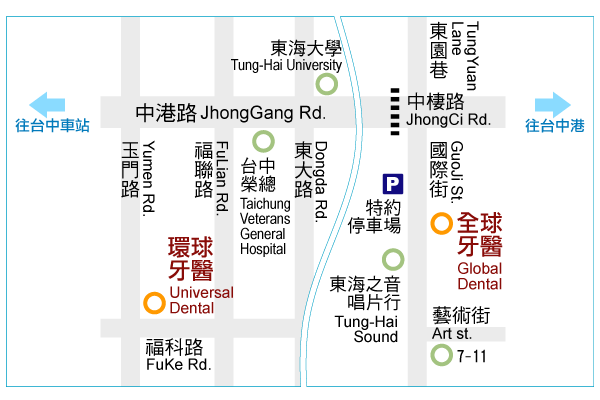 東海大學
Tung-Hai University
東園巷
TungYuan
Lane
中港路 JhongGang Rd.
中棲路
JhongCi Rd.
往台中車站
往台中港
玉門路
Yumen Rd.
福聯路
FuLian Rd.
台中
榮總
Taichung
Veterans
General
Hospital
東大路
Dongda Rd.
P
特約
停車場
國際街
GuoJi St.
全球
牙醫
Global
Dental
環球
牙醫
Universal
Dental
東海之音
唱片行
Tung-Hai
Sound
藝術街
Art st.
7-11
福科路
FuKe Rd.